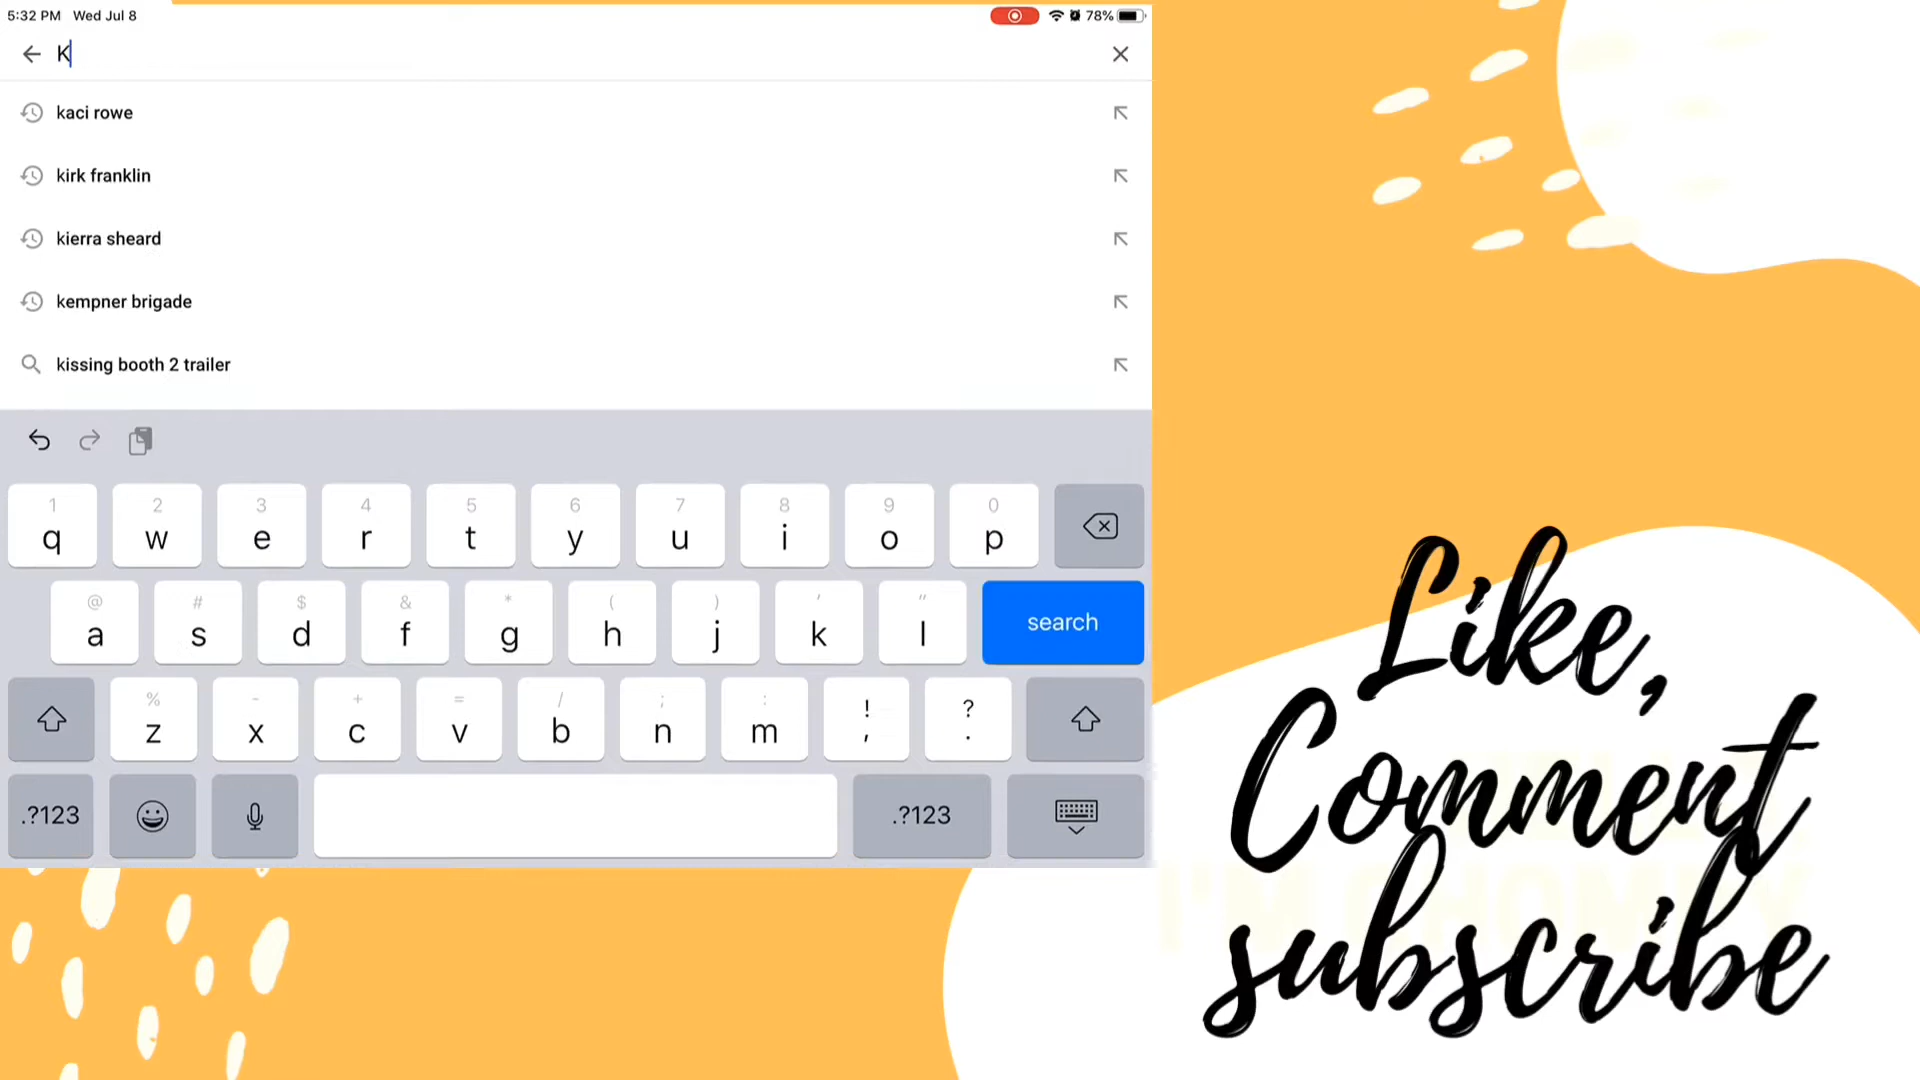 5:32 PM Wed Jul 8
78%
K
kaci rowe
kirk franklin
kierra sheard
kempner brigade
kissing booth 2 trailer
1 2 3 4 5 6 7 8 9 0
q w e r t y u i o p
@ # $ & * ( ) ' "
a s d f g h j k l search
% - + = / ; : ! ?
z x c v b n m , .
.?123 .?123
Like,
Comment
subscribe